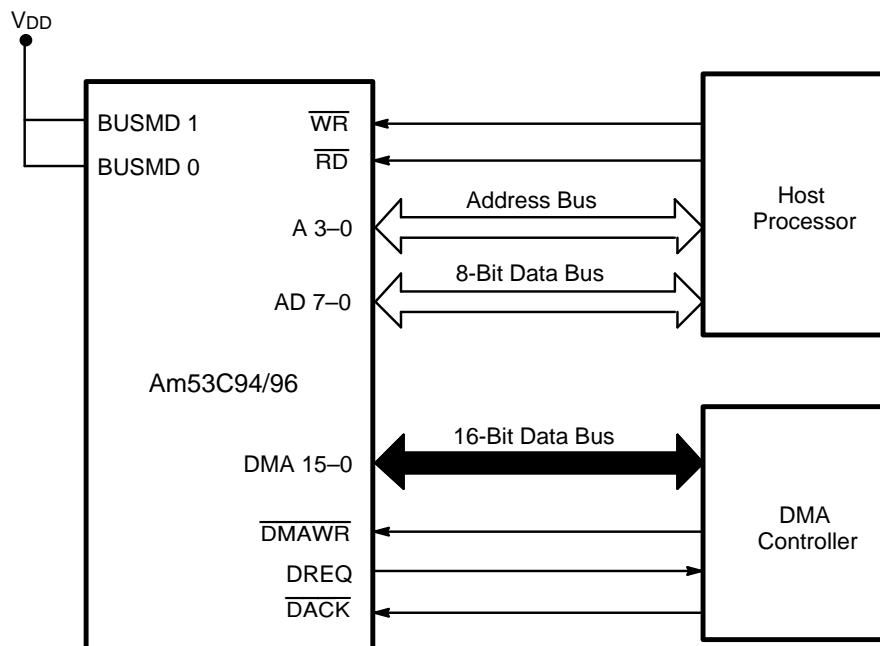 VDD
BUSMD 1
BUSMD 0
WR
RD
A 3–0
AD 7–0
Am53C94/96
DMA 15–0
DMAWR
DREQ
DACK
Address Bus
8-Bit Data Bus
16-Bit Data Bus
Host
Processor
DMA
Controller